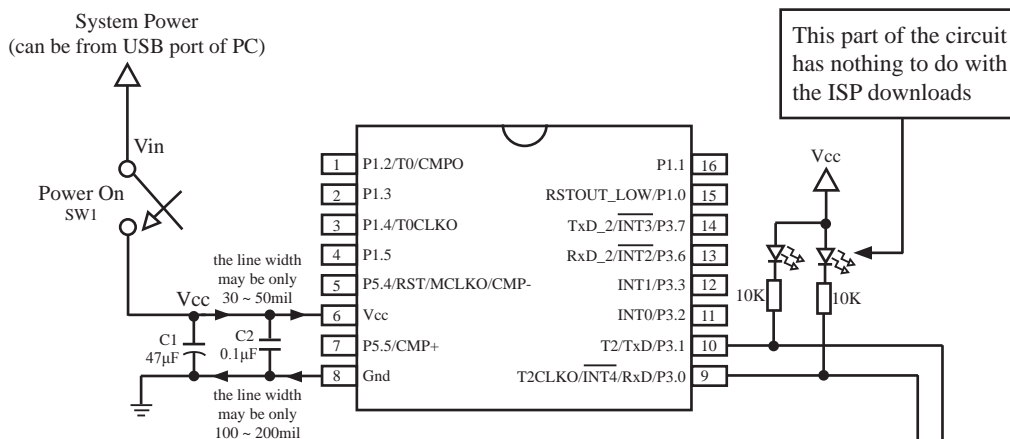 System Power
(can be from USB port of PC)
Vin
Power On
SW1
the line width
may be only
30 ~ 50mil
Vcc
C1
47µF
C2
0.1µF
the line width
may be only
100 ~ 200mil
1 P1.2/T0/CMPO
2 P1.3
3 P1.4/T0CLKO
4 P1.5
5 P5.4/RST/MCLKO/CMP-
6 Vcc
7 P5.5/CMP+
8 Gnd
P1.1 16
RSTOUT_LOW/P1.0 15
TxD_2/INT3/P3.7 14
RxD_2/INT2/P3.6 13
INT1/P3.3 12
INT0/P3.2 11
T2/TxD/P3.1 10
T2CLKO/INT4/RxD/P3.0 9
This part of the circuit
has nothing to do with
the ISP downloads
Vcc
10K
10K